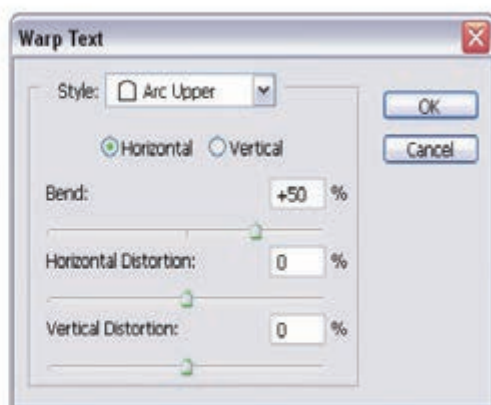 Warp Text
Style: Arc Upper
OK
Horizontal Vertical
Cancel
Bend: +50 %
Horizontal Distortion: 0 %
Vertical Distortion: 0 %